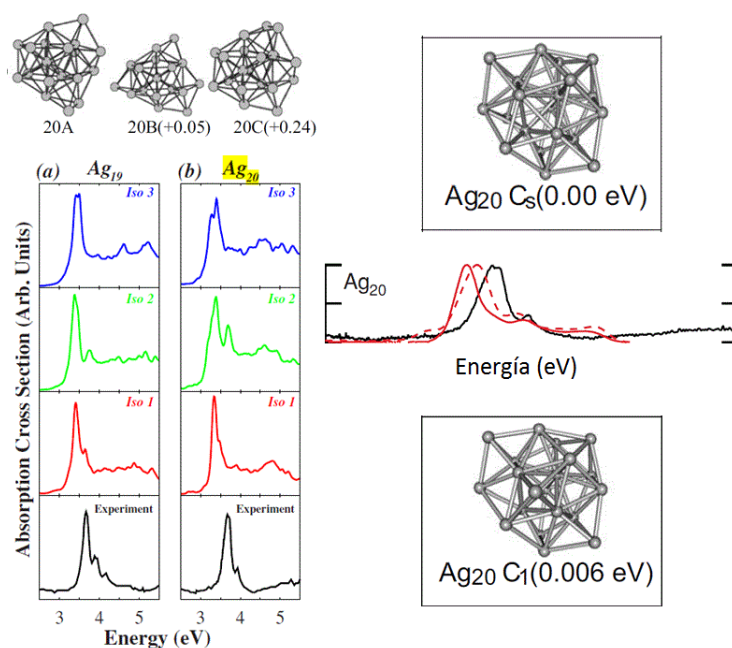 20A
20B(+0.05)
20C(+0.24)
(a) Ag19
(b) Ag20
Iso 3
Iso 3
Iso 2
Iso 2
Iso 1
Iso 1
Experiment
Experiment
Absorption Cross Section (Arb. Units)
3 4 5
3 4 5
Energy (eV)
Ag20 Cs(0.00 eV)
Ag20
Energía (eV)
Ag20 C1(0.006 eV)